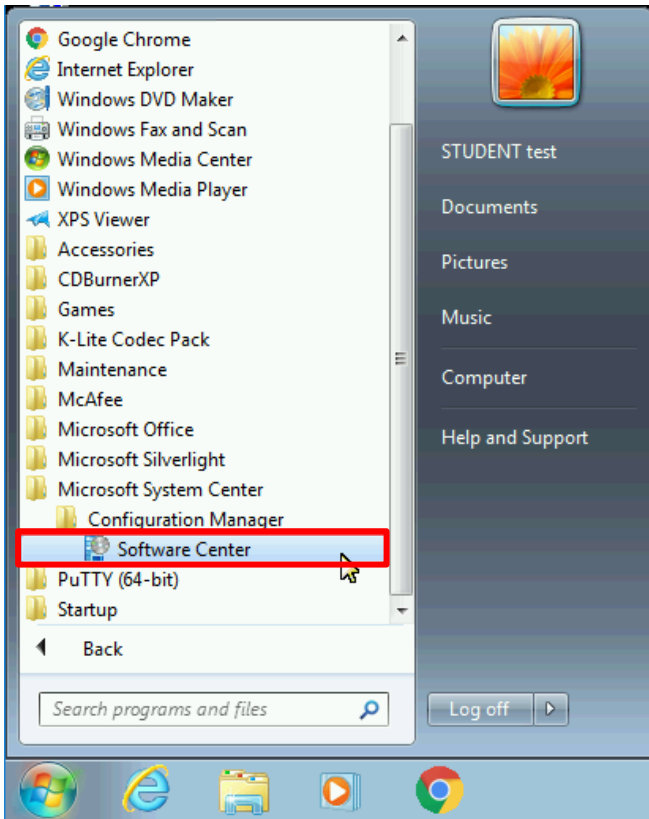 Google Chrome
Internet Explorer
Windows DVD Maker
Windows Fax and Scan
Windows Media Center
Windows Media Player
XPS Viewer
Accessories
CDBurnerXP
Games
K-Lite Codec Pack
Maintenance
McAfee
Microsoft Office
Microsoft Silverlight
Microsoft System Center
Configuration Manager
Software Center
PuTTY (64-bit)
Startup
Back
Search programs and files
STUDENT test
Documents
Pictures
Music
Computer
Help and Support
Log off